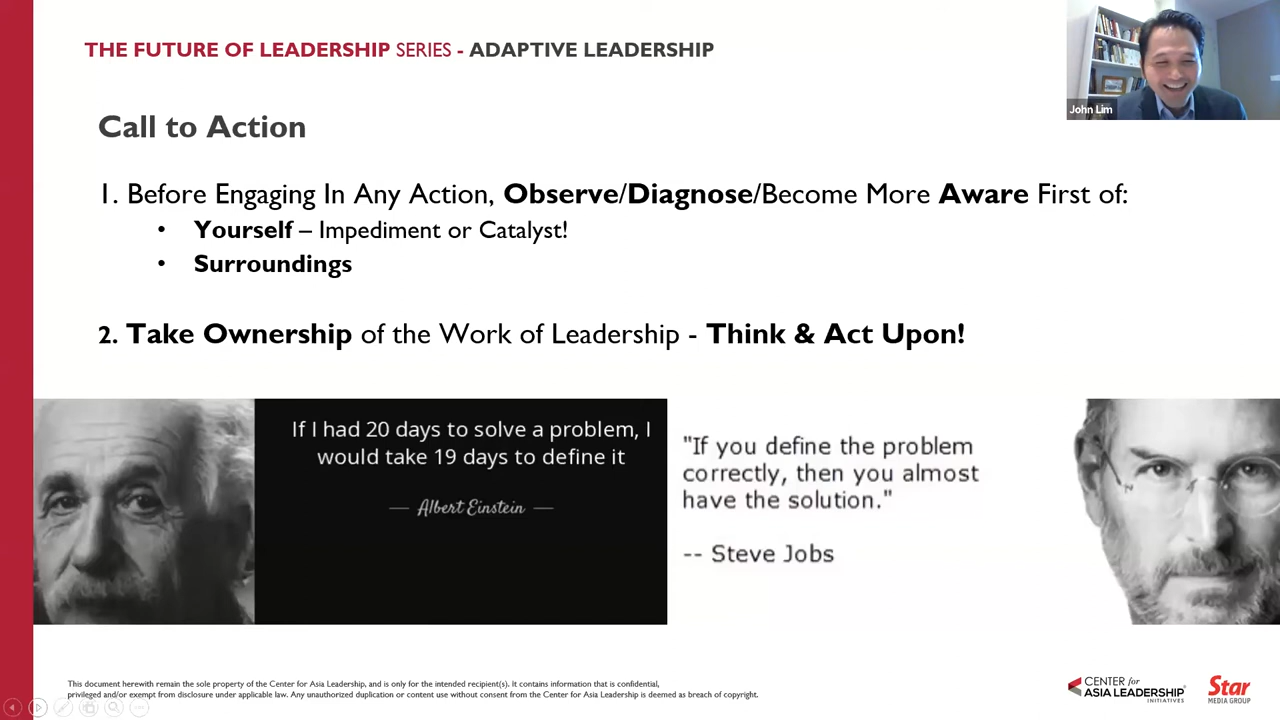 THE FUTURE OF LEADERSHIP SERIES - ADAPTIVE LEADERSHIP
John Lim
Call to Action
1. Before Engaging In Any Action, Observe/Diagnose/Become More Aware First of:
• Yourself – Impediment or Catalyst!
• Surroundings
2. Take Ownership of the Work of Leadership - Think & Act Upon!
If I had 20 days to solve a problem, I
would take 19 days to define it
— Albert Einstein —
"If you define the problem
correctly, then you almost
have the solution."
-- Steve Jobs
This document herewith remain the sole property of the Center for Asia Leadership, and is only for the intended recipient(s). It contains information that is confidential,
privileged and/or exempt from disclosure under applicable law. Any unauthorized duplication or content use without consent from the Center for Asia Leadership is deemed as breach of copyright.
CENTER for
ASIA LEADERSHIP
INITIATIVES
Star
MEDIA GROUP